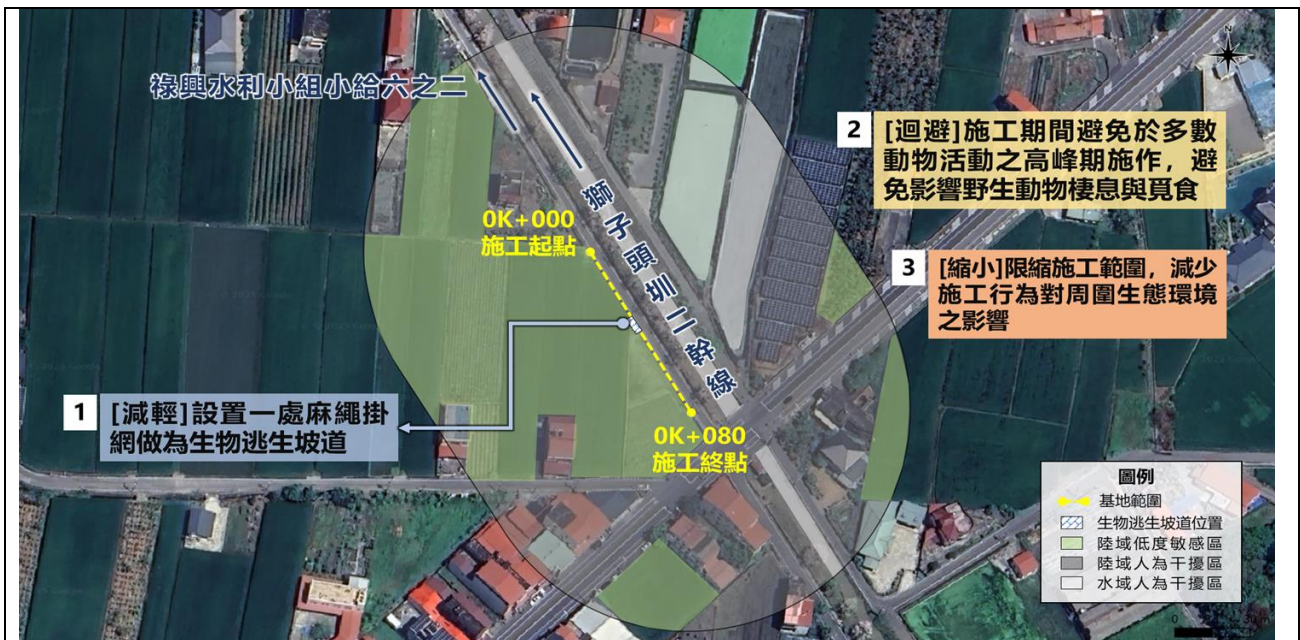 祿興水利小組小給六之二
N
獅子頭圳二幹線
0K+000
施工起點
0K+080
施工終點
1
[減輕]設置一處麻繩掛
網做為生物逃生坡道
2
[迴避]施工期間避免於多數
動物活動之高峰期施作，避
免影響野生動物棲息與覓食
3
[縮小]限縮施工範圍，減少
施工行為對周圍生態環境
之影響
圖例
基地範圍
生物逃生坡道位置
陸域低度敏感區
陸域人為干擾區
水域人為干擾區